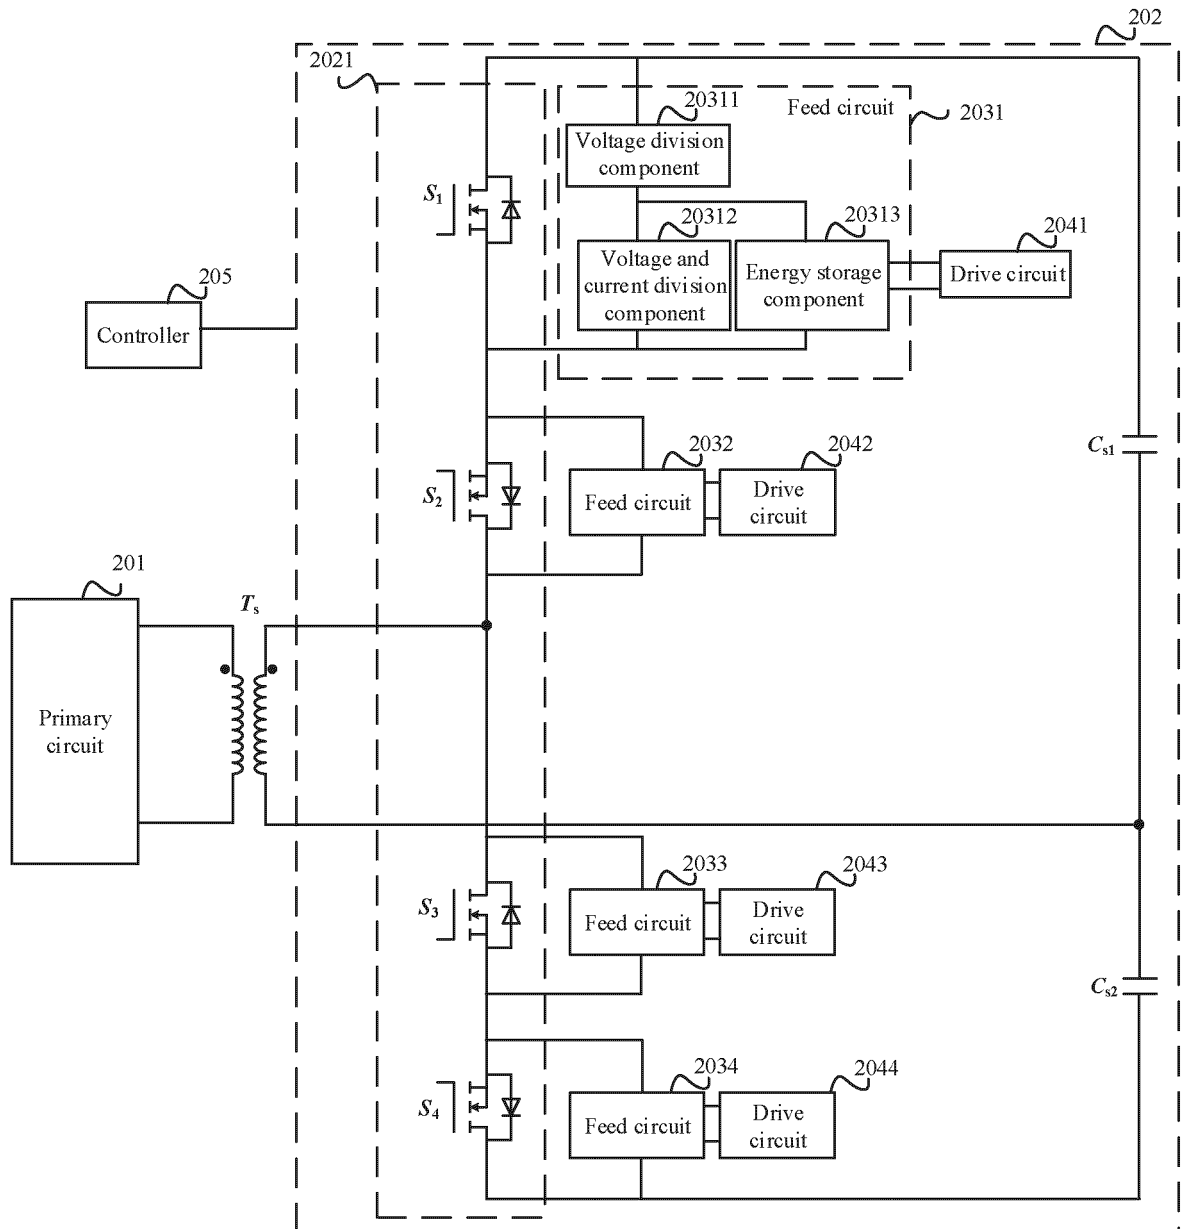 202
2021
20311
Feed circuit
2031
Voltage division
component
S1
20312
20313
2041
Voltage and
current division
component
Energy storage
component
Drive circuit
205
Controller
Cs1
2032
2042
S2
Feed circuit
Drive
circuit
201
Ts
Primary
circuit
2033
2043
S3
Feed circuit
Drive
circuit
Cs2
2034
2044
S4
Feed circuit
Drive
circuit